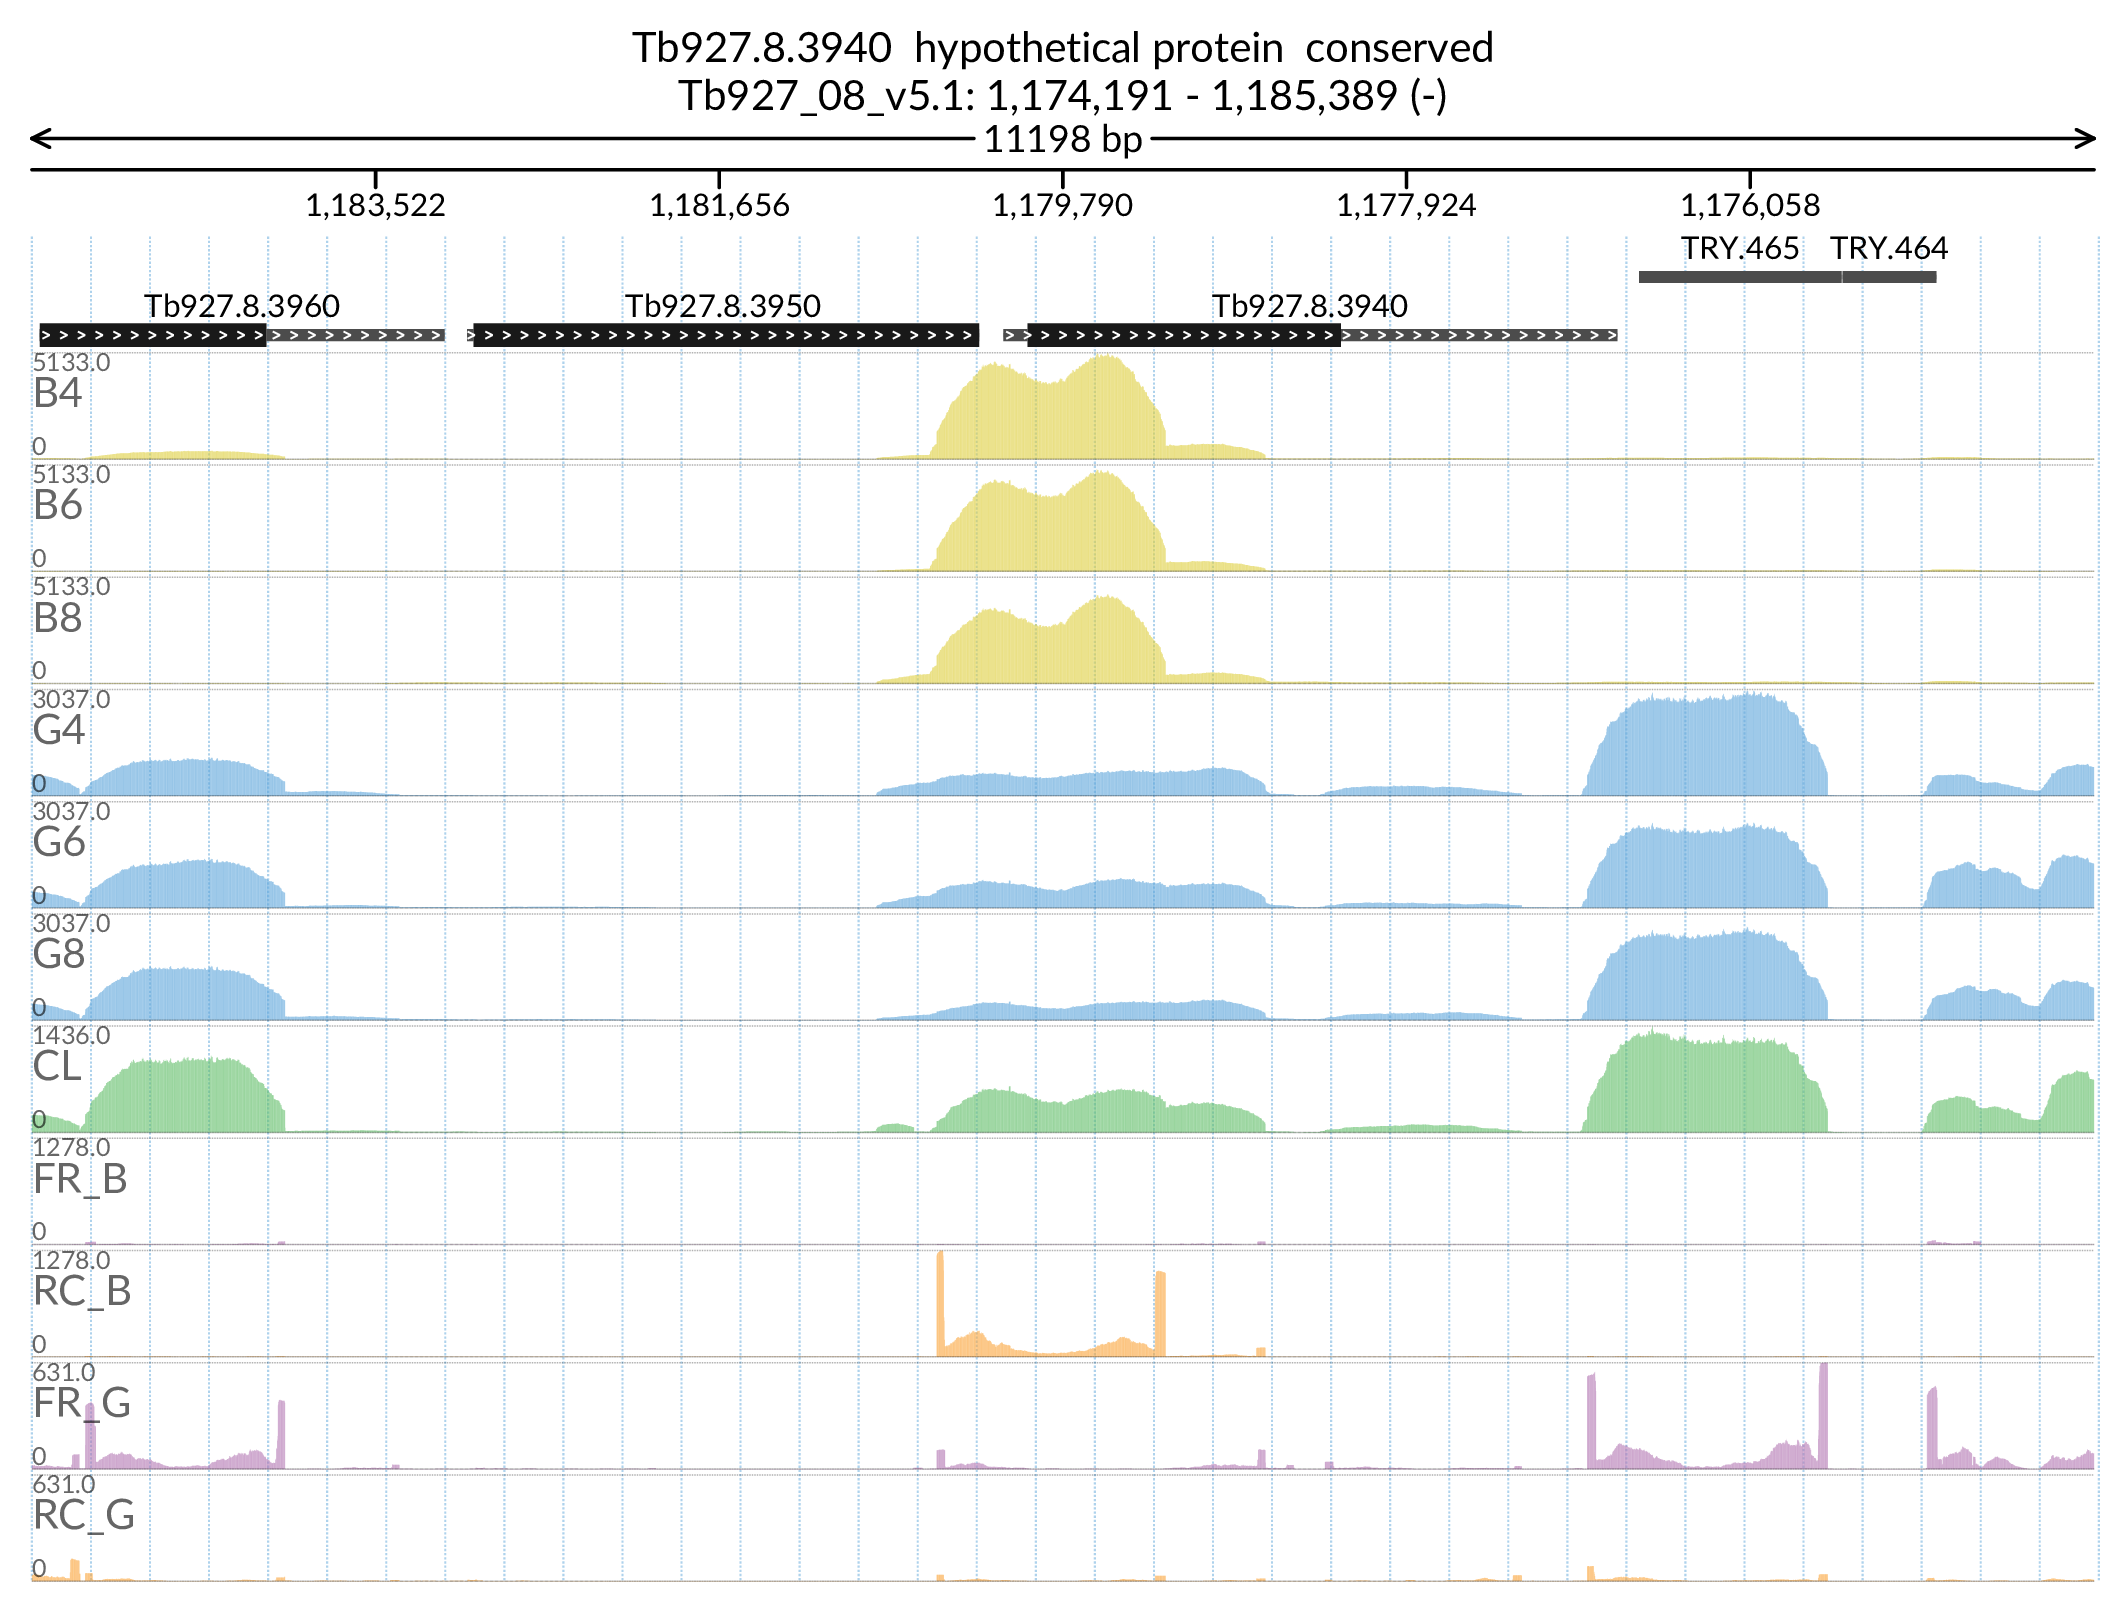 Tb927.8.3940  hypothetical protein  conserved
Tb927_08_v5.1: 1,174,191 - 1,185,389 (-)
11198 bp
1,183,522 1,181,656 1,179,790 1,177,924 1,176,058
TRY.465 TRY.464
Tb927.8.3960 Tb927.8.3950 Tb927.8.3940
5133.0
B4
0
5133.0
B6
0
5133.0
B8
0
3037.0
G4
0
3037.0
G6
0
3037.0
G8
0
1436.0
CL
0
1278.0
FR_B
0
1278.0
RC_B
0
631.0
FR_G
0
631.0
RC_G
0